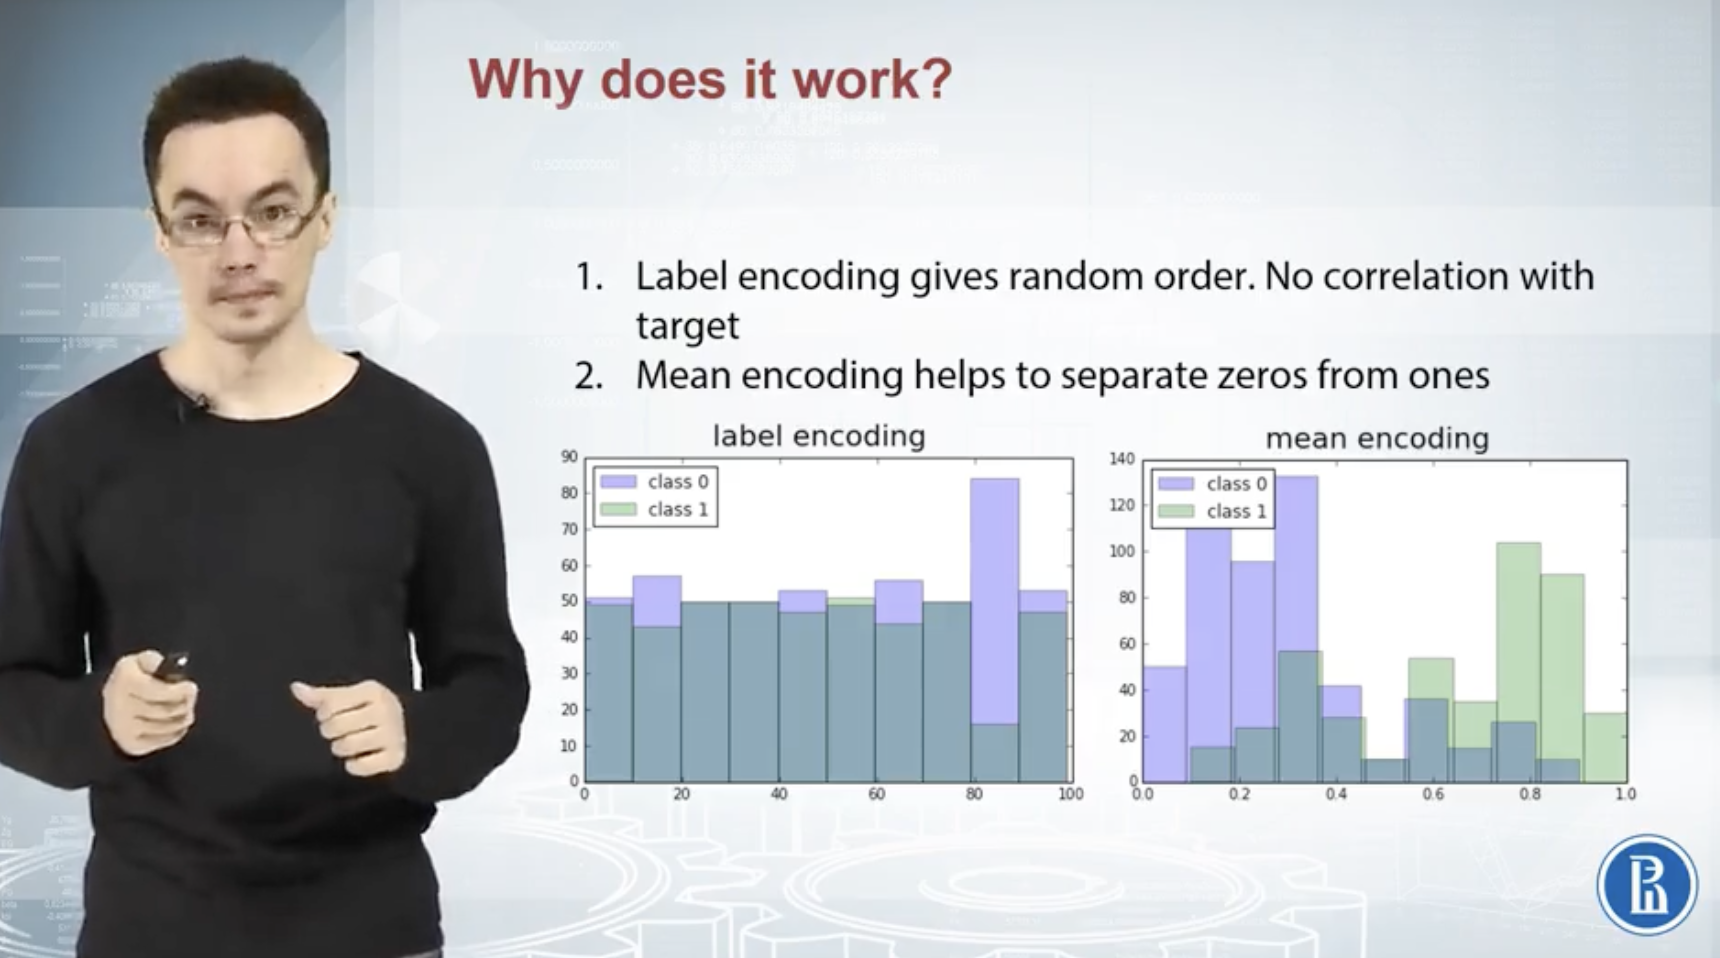 Why does it work?
1. Label encoding gives random order. No correlation with
target
2. Mean encoding helps to separate zeros from ones
label encoding
90
80
70
60
50
40
30
20
10
0
class 0
class 1
0 20 40 60 80 100
mean encoding
140
120
100
80
60
40
20
0
class 0
class 1
0.0 0.2 0.4 0.6 0.8 1.0